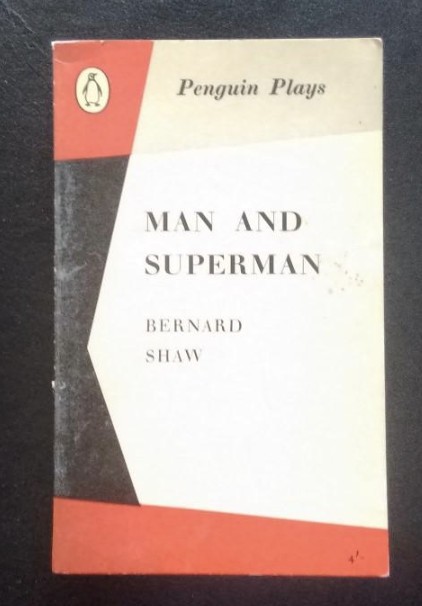 Penguin Plays
MAN AND
SUPERMAN
BERNARD
SHAW
4/-